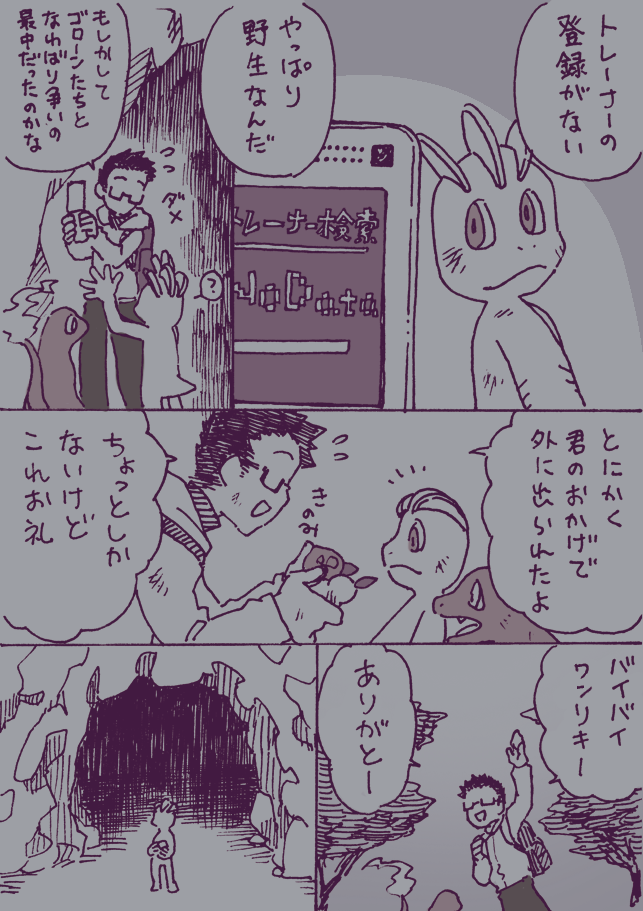 トレーナーの
登録がない
トレーナー検索
No Data
やっぱり
野生なんだ
もしかして
ゴローンたちと
なわばり争いの
最中だったのかな
ダメ
?
とにかく
君のおかげで
外に出られたよ
きのみ
ちょっとしか
ないけど
これお礼
バイバイ
ワンリキー
ありがとー